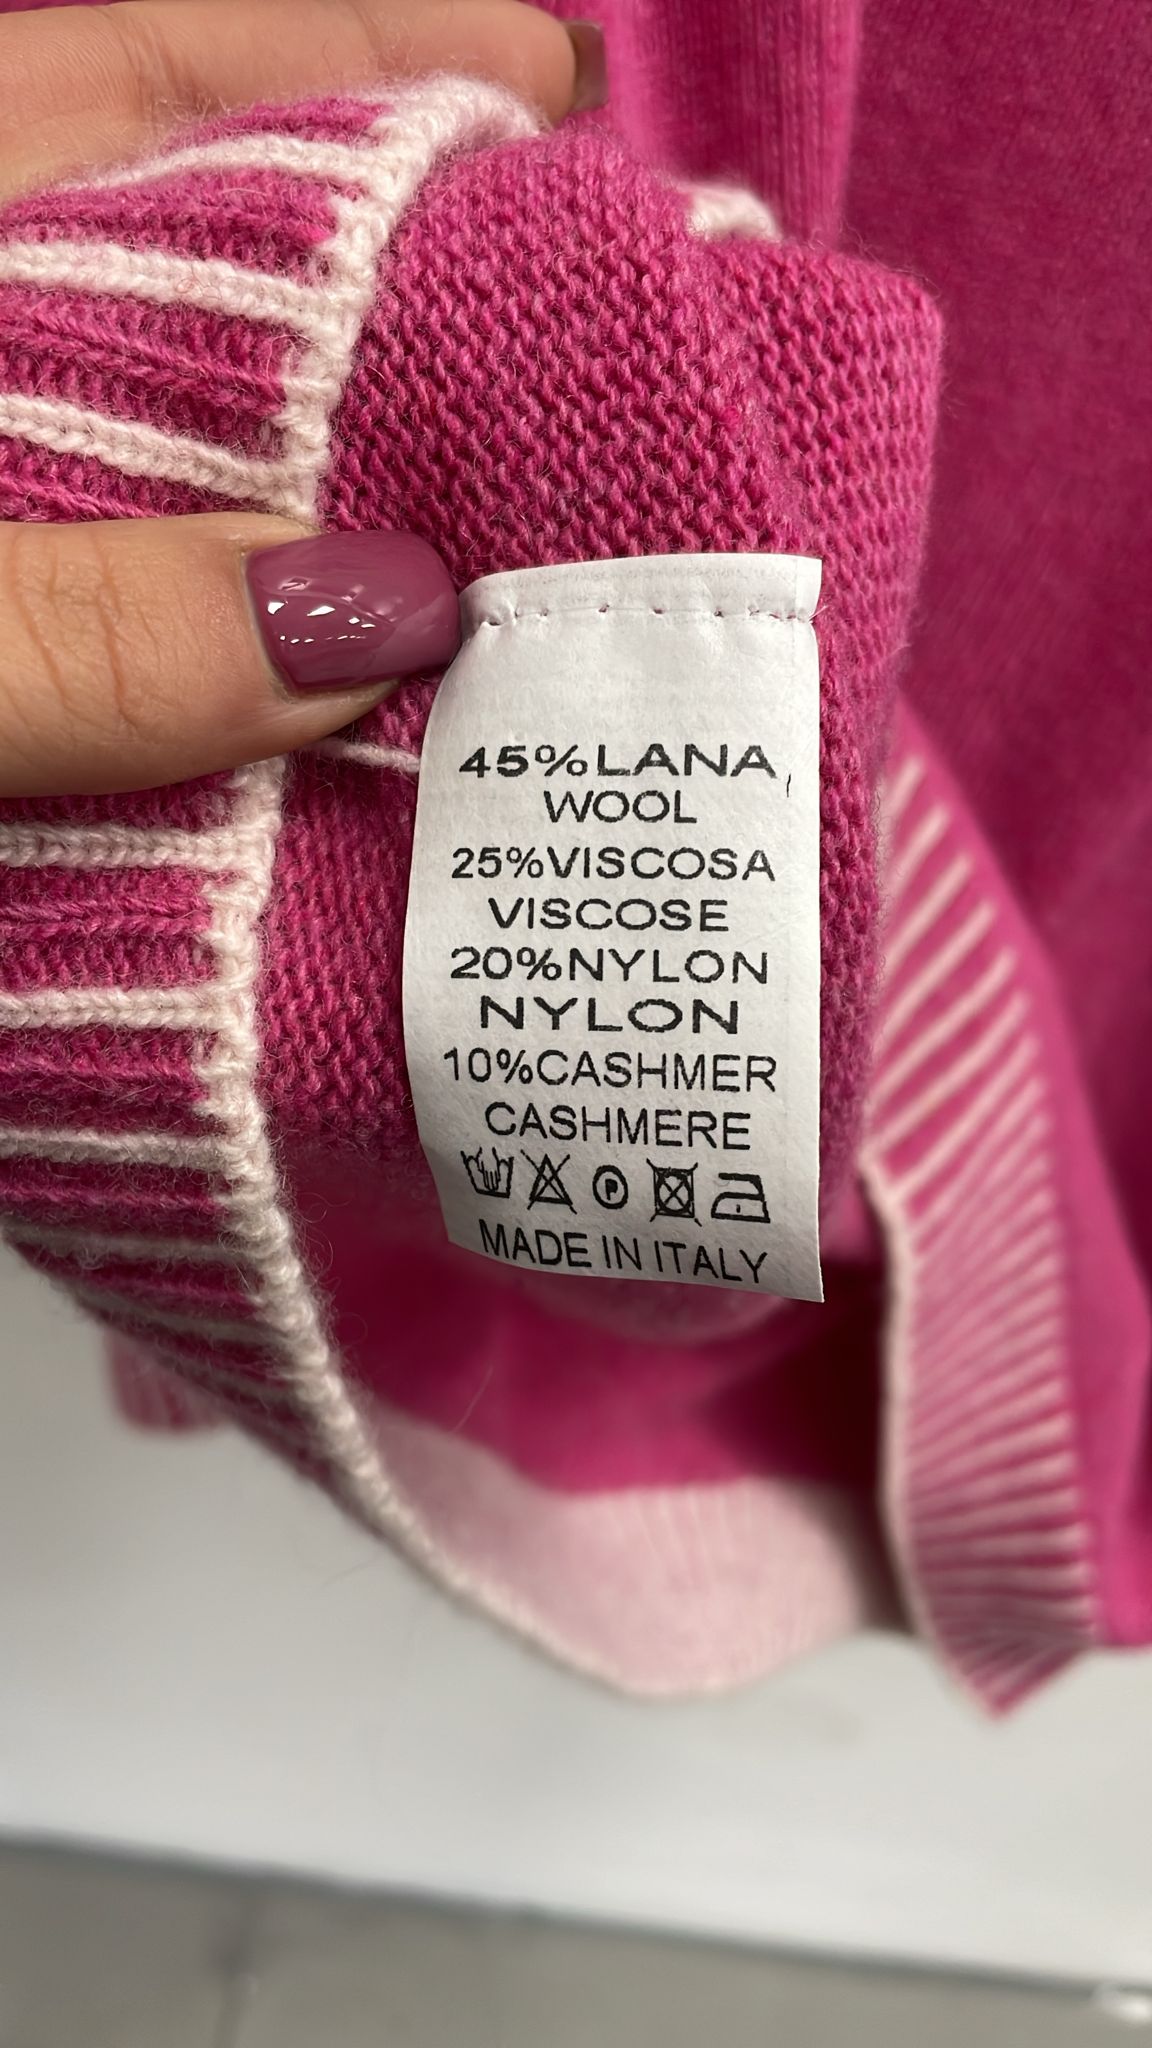 45%LANA
WOOL
25%VISCOSA
VISCOSE
20%NYLON
NYLON
10%CASHMER
CASHMERE
P
MADE IN ITALY